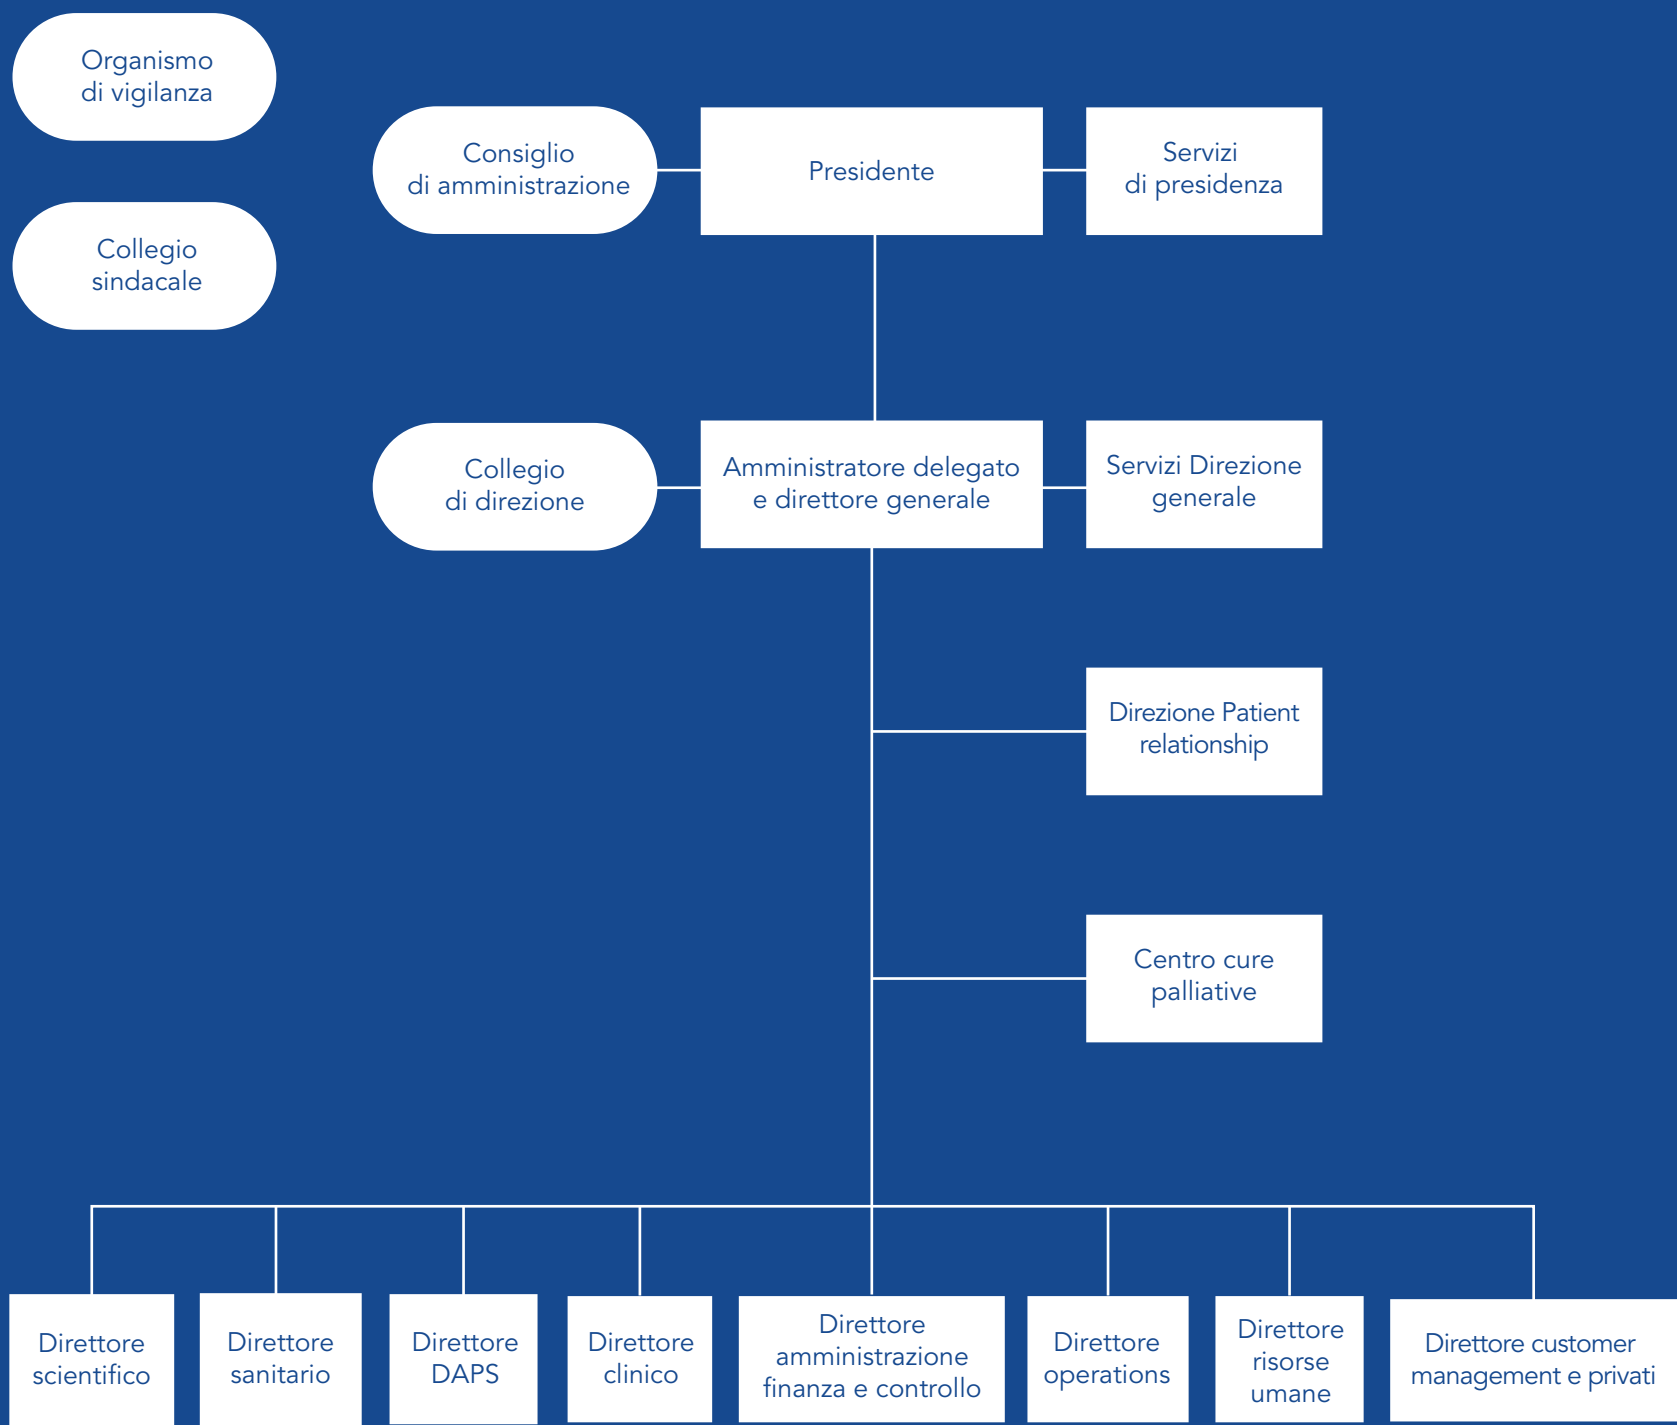 Organismo
di vigilanza
Collegio
sindacale
Consiglio
di amministrazione
Presidente
Servizi
di presidenza
Collegio
di direzione
Amministratore delegato
e direttore generale
Servizi Direzione
generale
Direzione Patient
relationship
Centro cure
palliative
Direttore
scientifico
Direttore
sanitario
Direttore
DAPS
Direttore
clinico
Direttore
amministrazione
finanza e controllo
Direttore
operations
Direttore
risorse
umane
Direttore customer
management e privati